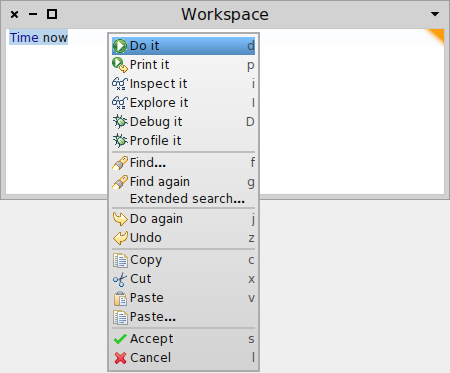 Workspace
Time now
Do it d
Print it p
Inspect it i
Explore it I
Debug it D
Profile it
Find... f
Find again g
Extended search...
Do again j
Undo z
Copy c
Cut x
Paste v
Paste...
Accept s
Cancel l